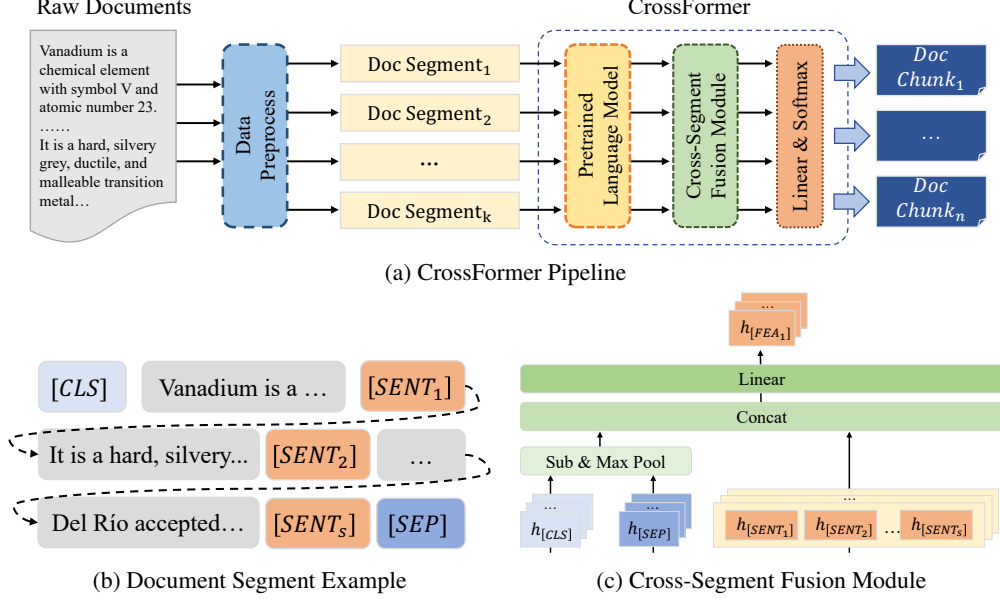 Raw Documents
CrossFormer
Vanadium is a
chemical element
with symbol V and
atomic number 23.
……
It is a hard, silvery
grey, ductile, and
malleable transition
metal…
Data
Preprocess
Doc Segment₁
Doc Segment₂
...
Doc Segmentₖ
Pretrained
Language Model
Cross-Segment
Fusion Module
Linear & Softmax
Doc
Chunk₁
...
Doc
Chunkₙ
(a) CrossFormer Pipeline
[CLS]
Vanadium is a …
[SENT₁]
It is a hard, silvery...
[SENT₂]
…
Del Río accepted…
[SENTₛ]
[SEP]
(b) Document Segment Example
...
h[FEA₁]
Linear
Concat
Sub & Max Pool
...
h[CLS]
...
h[SEP]
...
h[SENT₁]
h[SENT₂]
...
h[SENTₛ]
(c) Cross-Segment Fusion Module